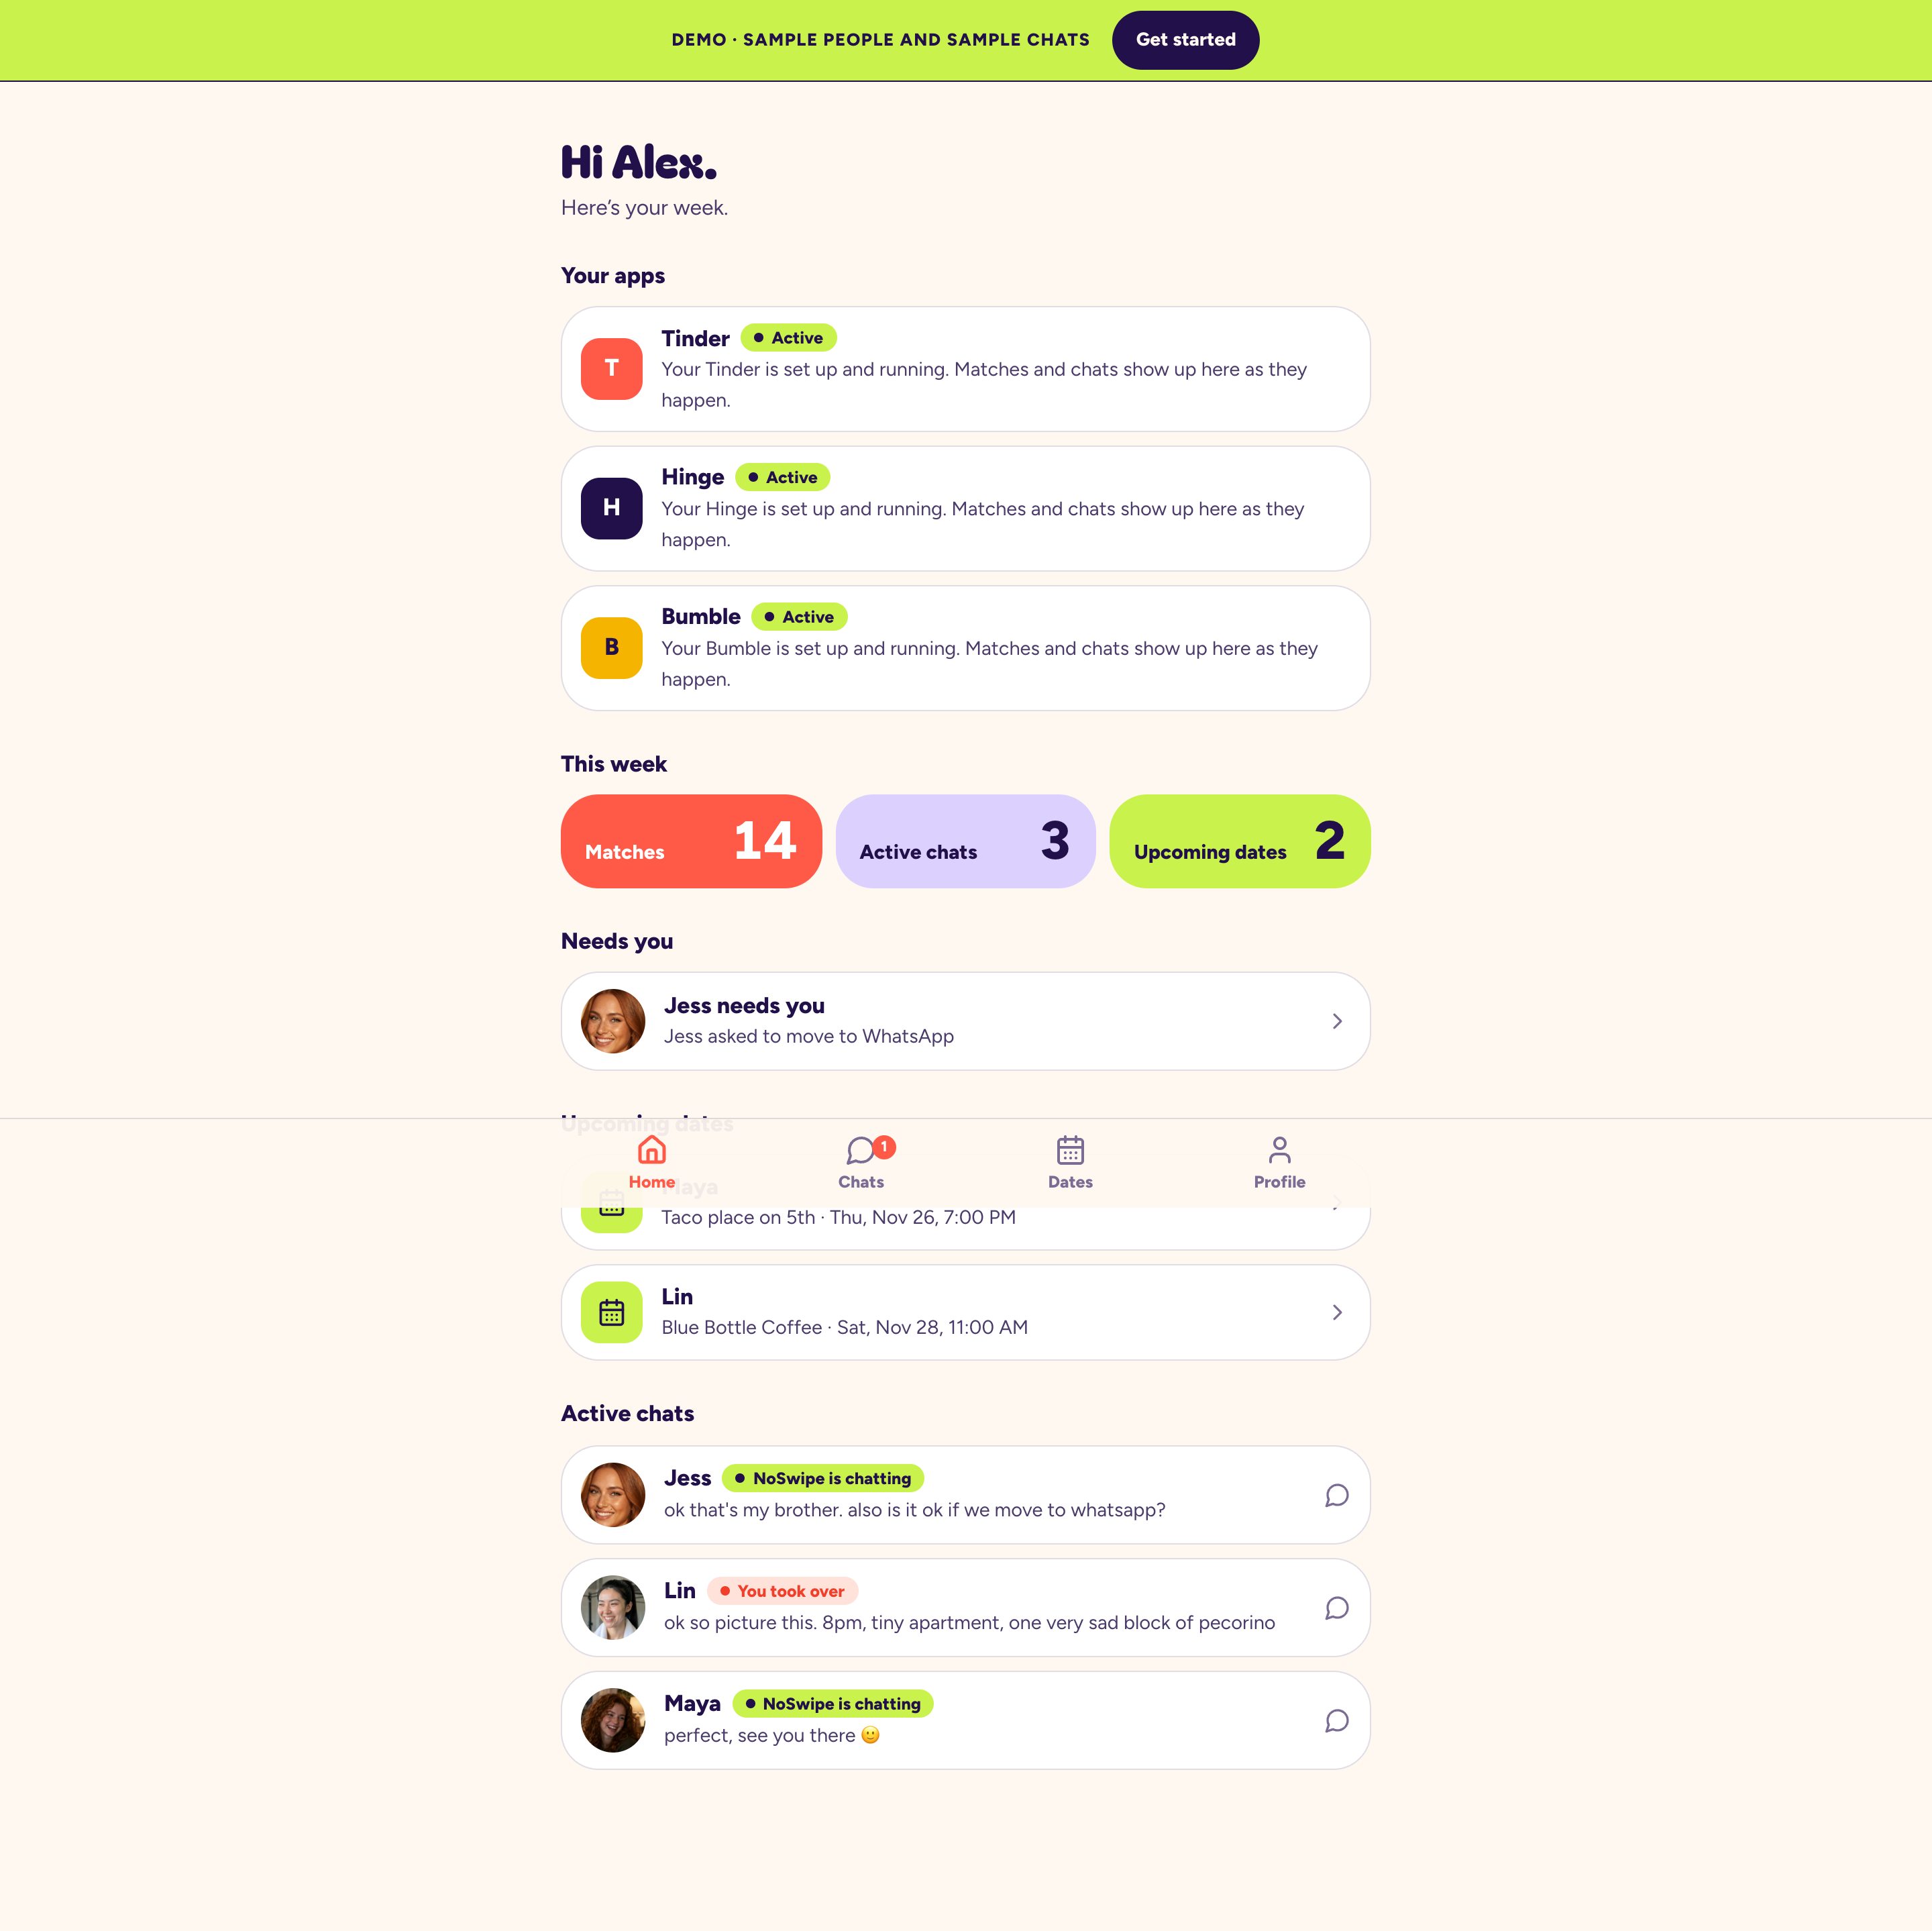 DEMO · SAMPLE PEOPLE AND SAMPLE CHATS
Get started
Hi Alex.
Here's your week.
Your apps
T
Tinder
Active
Your Tinder is set up and running. Matches and chats show up here as they
happen.
H
Hinge
Active
Your Hinge is set up and running. Matches and chats show up here as they
happen.
B
Bumble
Active
Your Bumble is set up and running. Matches and chats show up here as they
happen.
This week
Matches 14
Active chats 3
Upcoming dates 2
Needs you
Jess needs you
Jess asked to move to WhatsApp
Upcoming dates
1
Home
Chats
Dates
Profile
Maya
Taco place on 5th · Thu, Nov 26, 7:00 PM
Lin
Blue Bottle Coffee · Sat, Nov 28, 11:00 AM
Active chats
Jess
NoSwipe is chatting
ok that's my brother. also is it ok if we move to whatsapp?
Lin
You took over
ok so picture this. 8pm, tiny apartment, one very sad block of pecorino
Maya
NoSwipe is chatting
perfect, see you there 🙂